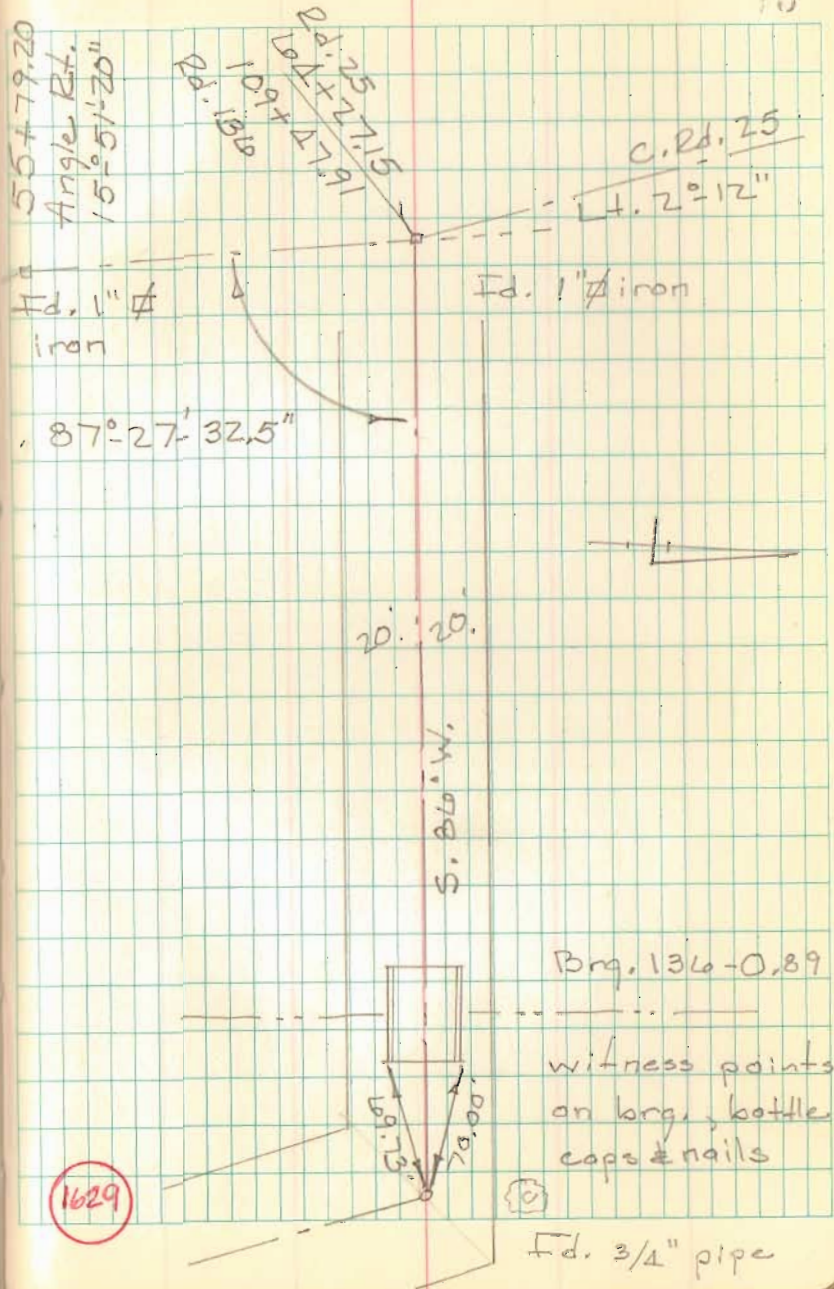 55+79.20
Angle Rt.
15°-51'-20"
Rd. 25
64+27.15
109+47.91
Rd. 136
C. Rd. 25
Lt. 2°-12"
Fd. 1" ⌀
iron
Fd. 1" ⌀ iron
87°-27'-32.5"
20. 20.
S. 86° W.
Brg. 136-0.89
witness points
on brg., bottle
caps & nails
69.73'
70.00'
1629
Fd. 3/4" pipe